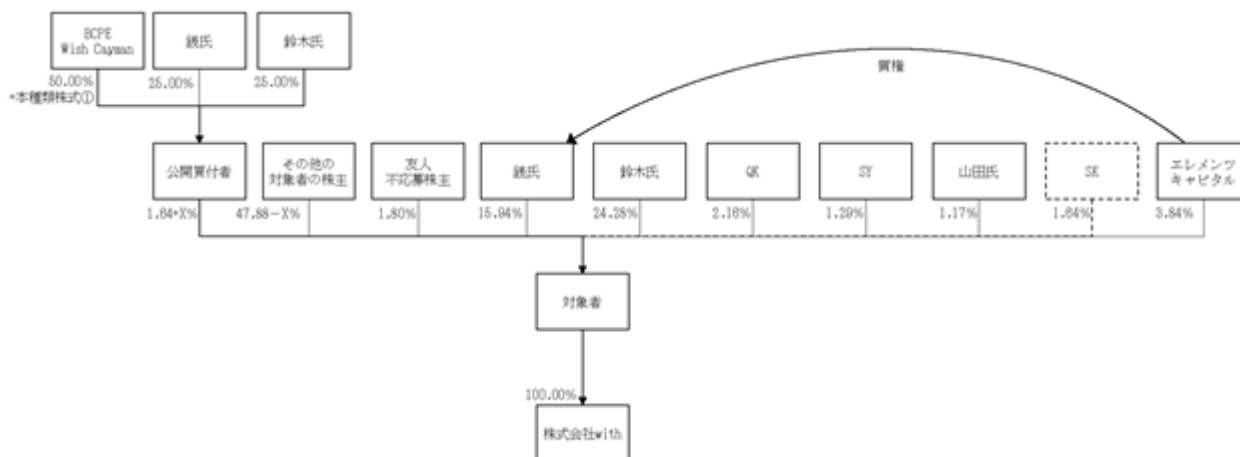 BCPE
Wish Cayman
銭氏
鈴木氏
50.00%
25.00%
25.00%
+本種類株式①
質権
公開買付者
その他の
対象者の株主
友人
不応募株主
銭氏
鈴木氏
QK
SY
山田氏
SK
エレメンツ
キャピタル
1.64+X%
47.88-X%
1.80%
15.94%
24.28%
2.16%
1.29%
1.17%
1.64%
3.84%
対象者
100.00%
株式会社with